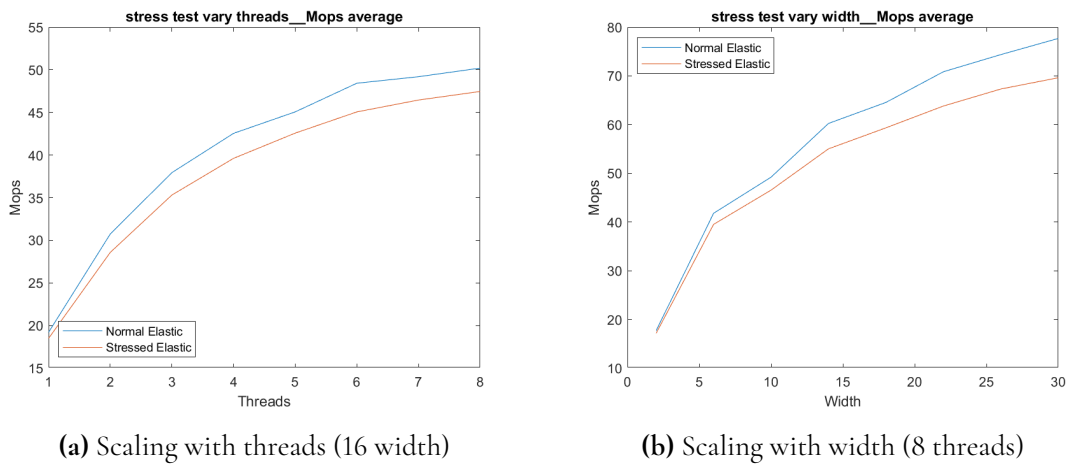 stress test vary threads__Mops average
55
50
45
40
35
30
25
20
15
Mops
Normal Elastic
Stressed Elastic
1 2 3 4 5 6 7 8
Threads
(a) Scaling with threads (16 width)
stress test vary width__Mops average
80
70
60
50
40
30
20
10
Mops
Normal Elastic
Stressed Elastic
0 5 10 15 20 25 30
Width
(b) Scaling with width (8 threads)